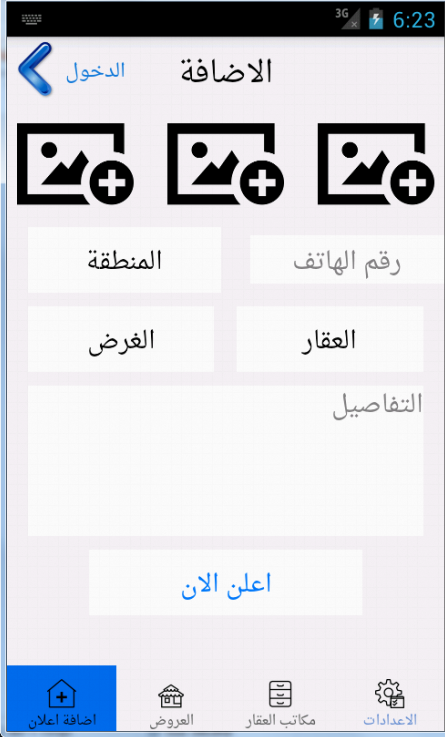 3G 6:23
الاضافة
الدخول
رقم الهاتف
المنطقة
العقار
الغرض
التفاصيل
اعلن الان
الاعدادات
مكاتب العقار
العروض
اضافة اعلان